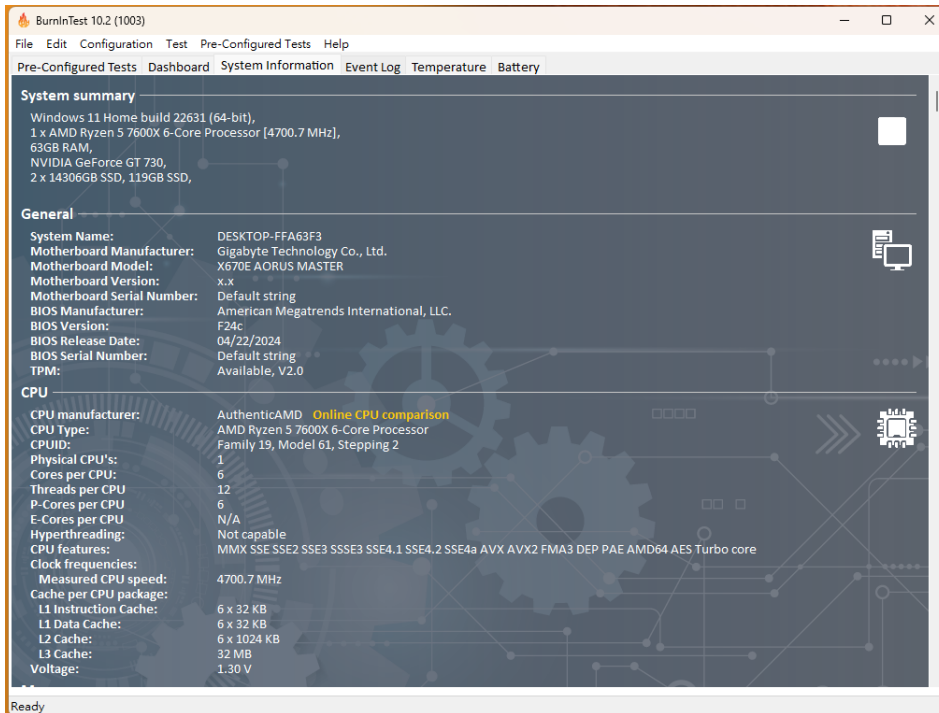 BurnInTest 10.2 (1003)
File Edit Configuration Test Pre-Configured Tests Help
Pre-Configured Tests Dashboard System Information Event Log Temperature Battery
System summary
Windows 11 Home build 22631 (64-bit),
1 x AMD Ryzen 5 7600X 6-Core Processor [4700.7 MHz],
63GB RAM,
NVIDIA GeForce GT 730,
2 x 14306GB SSD, 119GB SSD,
General
System Name: DESKTOP-FFA63F3
Motherboard Manufacturer: Gigabyte Technology Co., Ltd.
Motherboard Model: X670E AORUS MASTER
Motherboard Version: x.x
Motherboard Serial Number: Default string
BIOS Manufacturer: American Megatrends International, LLC.
BIOS Version: F24c
BIOS Release Date: 04/22/2024
BIOS Serial Number: Default string
TPM: Available, V2.0
CPU
CPU manufacturer: AuthenticAMD Online CPU comparison
CPU Type: AMD Ryzen 5 7600X 6-Core Processor
CPUID: Family 19, Model 61, Stepping 2
Physical CPU's: 1
Cores per CPU: 6
Threads per CPU 12
P-Cores per CPU 6
E-Cores per CPU N/A
Hyperthreading: Not capable
CPU features: MMX SSE SSE2 SSE3 SSSE3 SSE4.1 SSE4.2 SSE4a AVX AVX2 FMA3 DEP PAE AMD64 AES Turbo core
Clock frequencies:
Measured CPU speed: 4700.7 MHz
Cache per CPU package:
L1 Instruction Cache: 6 x 32 KB
L1 Data Cache: 6 x 32 KB
L2 Cache: 6 x 1024 KB
L3 Cache: 32 MB
Voltage: 1.30 V
Ready